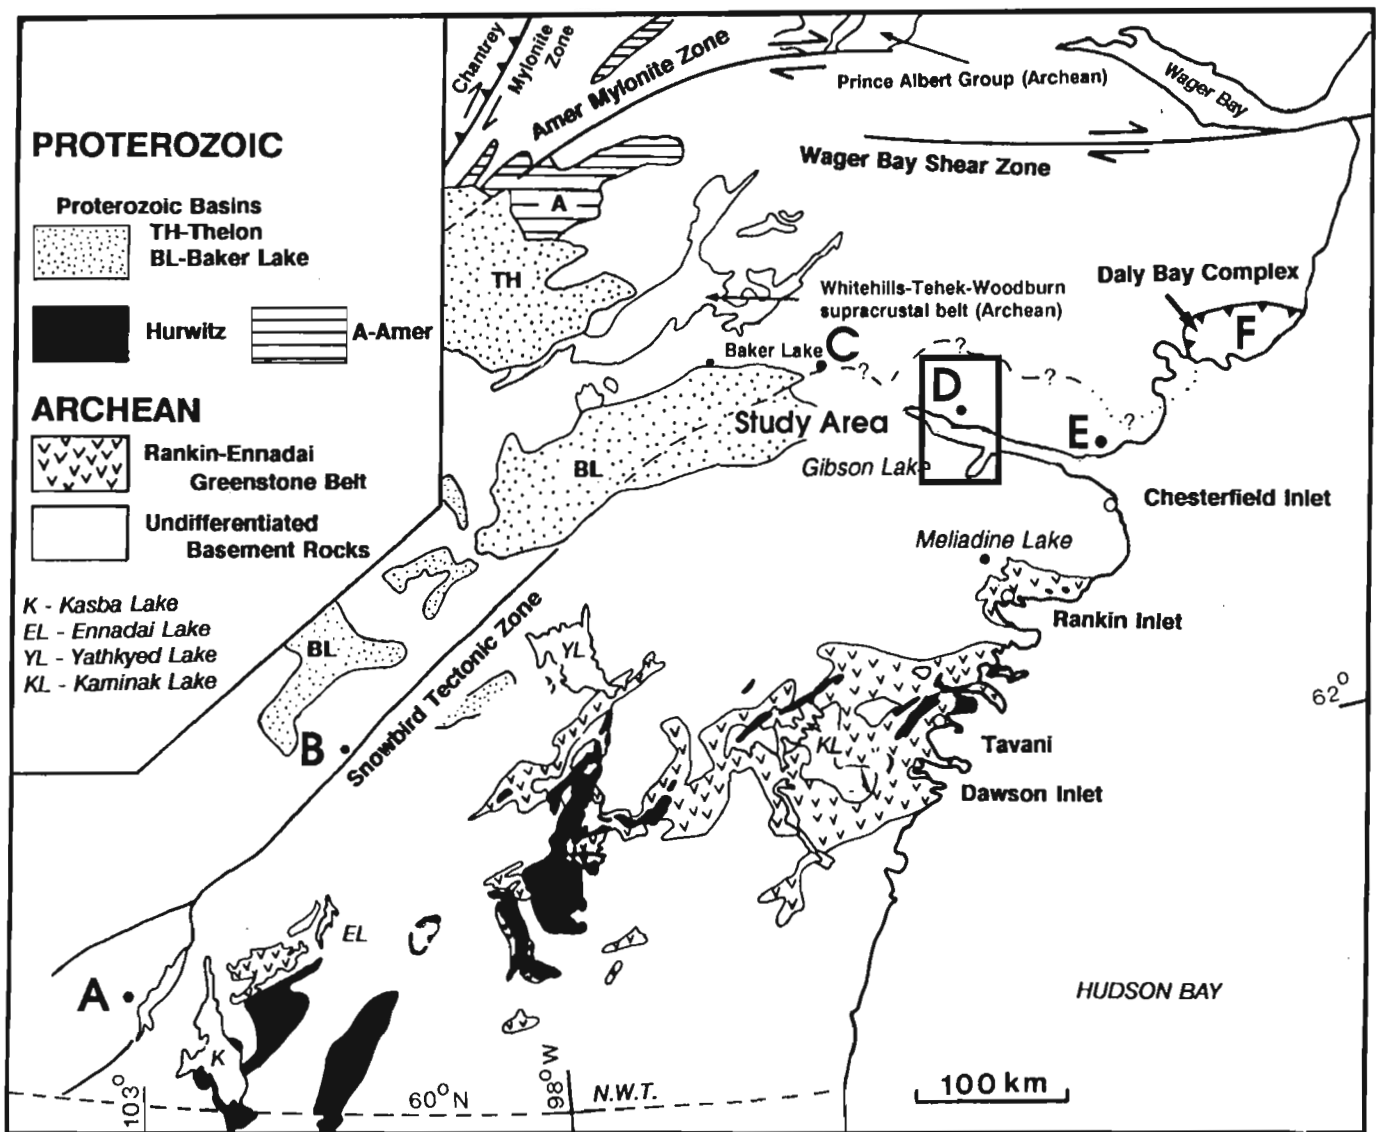 PROTEROZOIC
Proterozoic Basins
TH-Thelon
BL-Baker Lake
Hurwitz
A-Amer
ARCHEAN
Rankin-Ennadai
Greenstone Belt
Undifferentiated
Basement Rocks
K - Kasba Lake
EL - Ennadai Lake
YL - Yathkyed Lake
KL - Kaminak Lake
Chantrey
Mylonite
Zone
Amer Mylonite Zone
Prince Albert Group (Archean)
Wager Bay
Wager Bay Shear Zone
A
TH
Daly Bay Complex
Whitehills-Tehek-Woodburn
supracrustal belt (Archean)
F
Baker Lake
C
?
?
?
?
D
Study Area
E
BL
Gibson Lake
Chesterfield Inlet
Meliadine Lake
Rankin Inlet
BL
YL
Snowbird Tectonic Zone
62°
B
KL
Tavani
Dawson Inlet
EL
A
HUDSON BAY
K
103°
60°N
98°W
N.W.T.
100 km